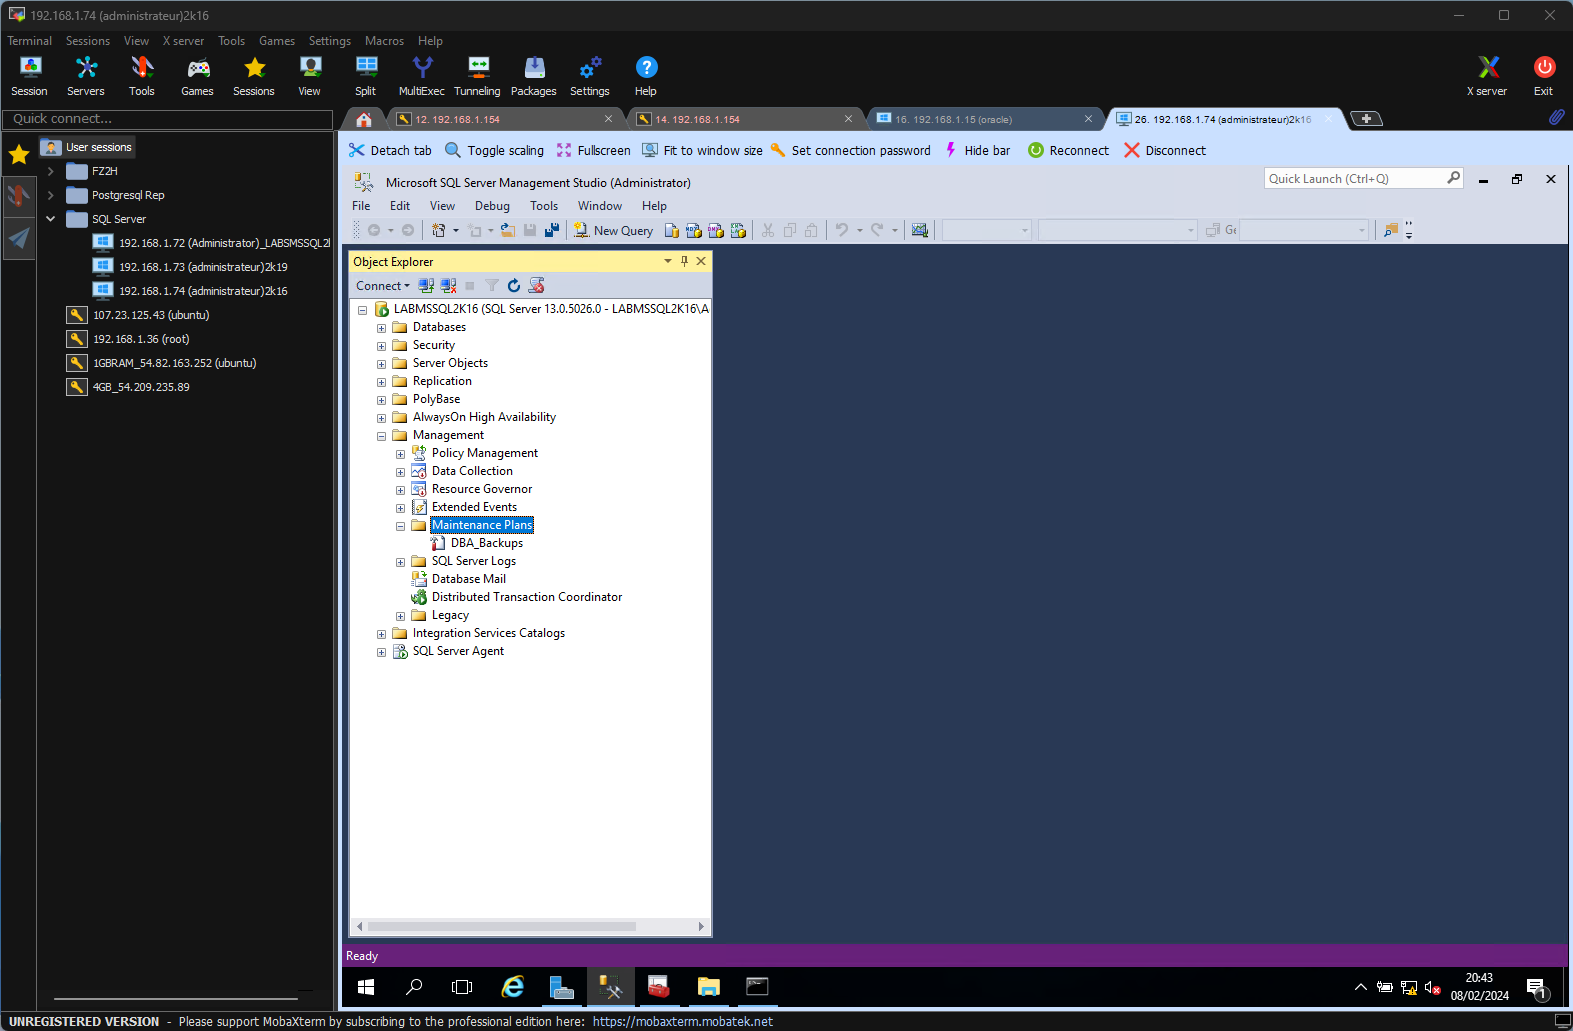 192.168.1.74 (administrateur)2k16
Terminal Sessions View X server Tools Games Settings Macros Help
Session Servers Tools Games Sessions View Split MultiExec Tunneling Packages Settings Help X server Exit
Quick connect...
12. 192.168.1.154
14. 192.168.1.154
16. 192.168.1.15 (oracle)
26. 192.168.1.74 (administrateur)2k16
User sessions
FZ2H
Postgresql Rep
SQL Server
192.168.1.72 (Administrator)_LABSMSSQL2
192.168.1.73 (administrateur)2k19
192.168.1.74 (administrateur)2k16
107.23.125.43 (ubuntu)
192.168.1.36 (root)
1GBRAM_54.82.163.252 (ubuntu)
4GB_54.209.235.89
Detach tab Toggle scaling Fullscreen Fit to window size Set connection password Hide bar Reconnect Disconnect
Microsoft SQL Server Management Studio (Administrator)
Quick Launch (Ctrl+Q)
File Edit View Debug Tools Window Help
New Query
Object Explorer
Connect
LABMSSQL2K16 (SQL Server 13.0.5026.0 - LABMSSQL2K16\A
Databases
Security
Server Objects
Replication
PolyBase
AlwaysOn High Availability
Management
Policy Management
Data Collection
Resource Governor
Extended Events
Maintenance Plans
DBA_Backups
SQL Server Logs
Database Mail
Distributed Transaction Coordinator
Legacy
Integration Services Catalogs
SQL Server Agent
Ready
20:43
08/02/2024
1
UNREGISTERED VERSION - Please support MobaXterm by subscribing to the professional edition here: https://mobaxterm.mobatek.net